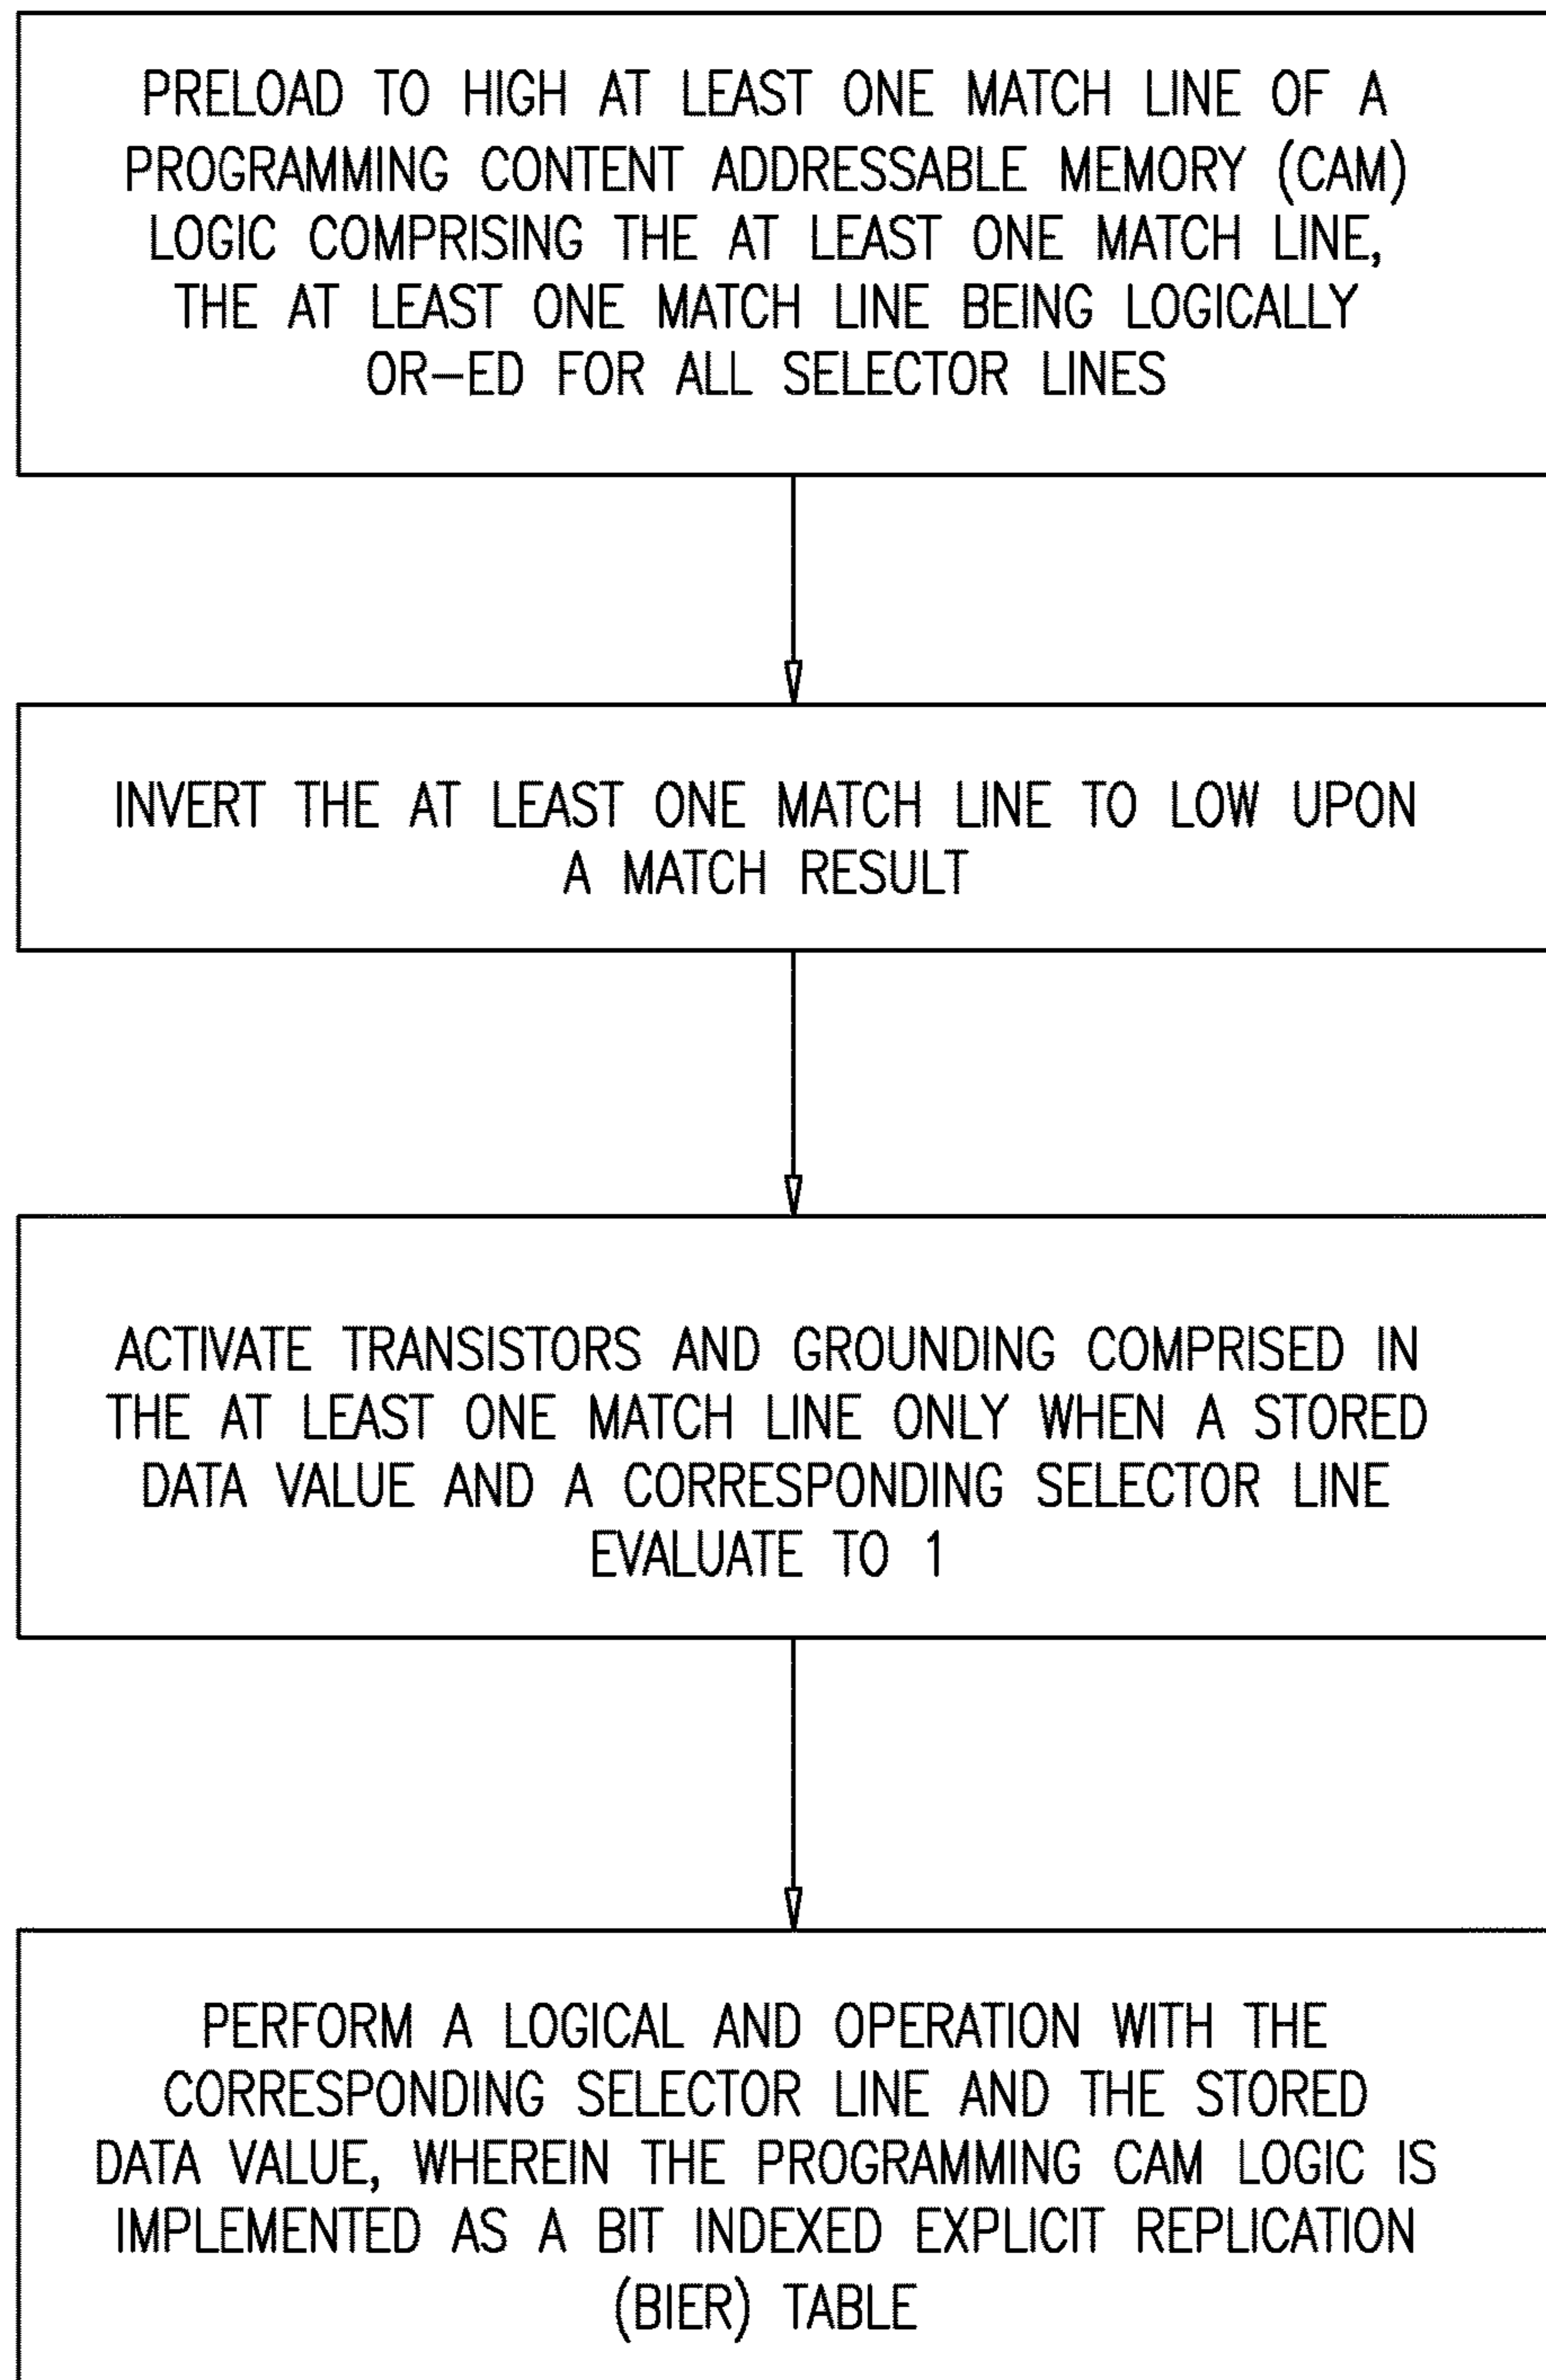 PRELOAD TO HIGH AT LEAST ONE MATCH LINE OF A
PROGRAMMING CONTENT ADDRESSABLE MEMORY (CAM)
LOGIC COMPRISING THE AT LEAST ONE MATCH LINE,
THE AT LEAST ONE MATCH LINE BEING LOGICALLY
OR-ED FOR ALL SELECTOR LINES
INVERT THE AT LEAST ONE MATCH LINE TO LOW UPON
A MATCH RESULT
ACTIVATE TRANSISTORS AND GROUNDING COMPRISED IN
THE AT LEAST ONE MATCH LINE ONLY WHEN A STORED
DATA VALUE AND A CORRESPONDING SELECTOR LINE
EVALUATE TO 1
PERFORM A LOGICAL AND OPERATION WITH THE
CORRESPONDING SELECTOR LINE AND THE STORED
DATA VALUE, WHEREIN THE PROGRAMMING CAM LOGIC IS
IMPLEMENTED AS A BIT INDEXED EXPLICIT REPLICATION
(BIER) TABLE